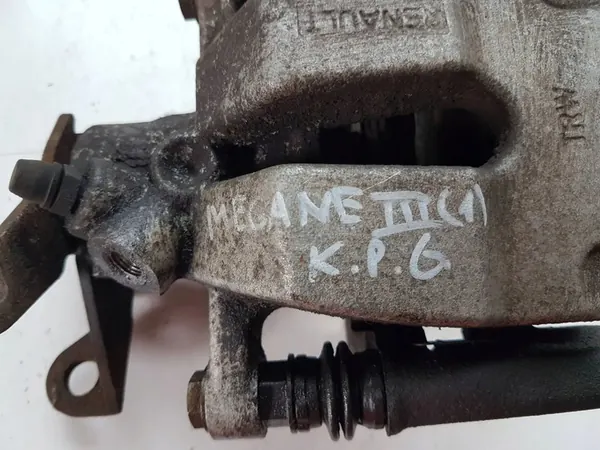 RENAULT
TRW
MEGANE III (1)
K.P.G